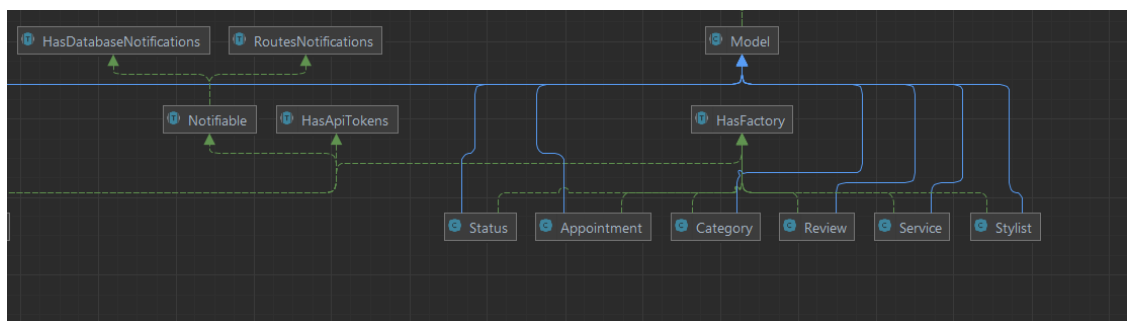 HasDatabaseNotifications
RoutesNotifications
Model
Notifiable
HasApiTokens
HasFactory
Status
Appointment
Category
Review
Service
Stylist